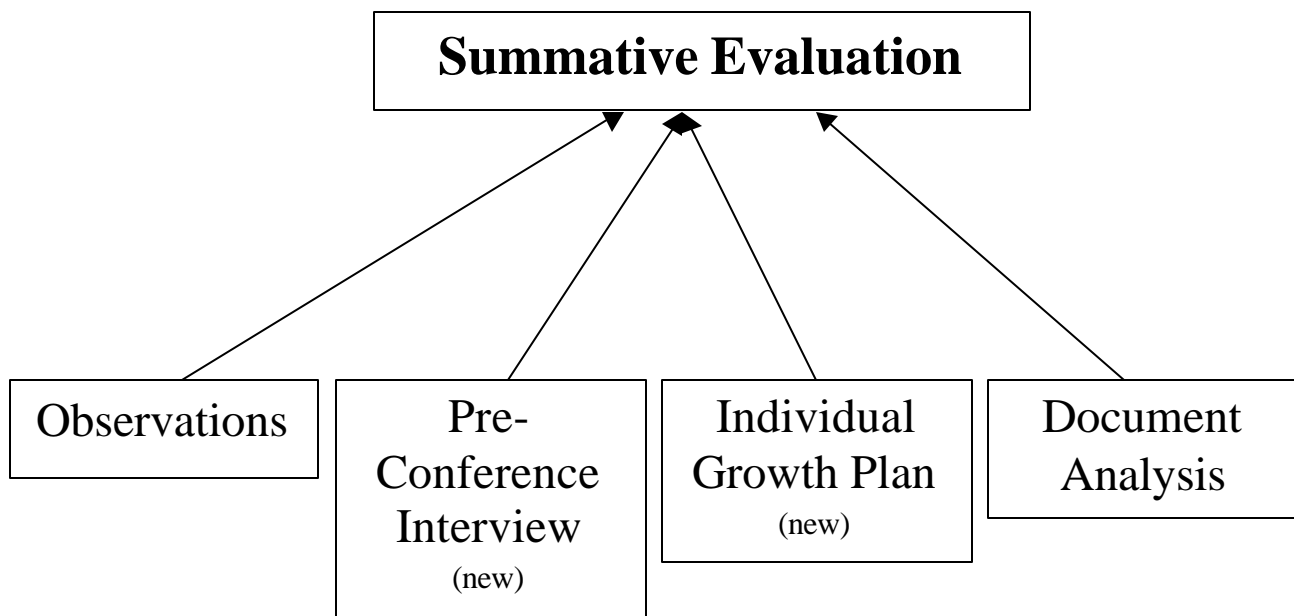 Summative Evaluation
Observations
Pre-
Conference
Interview
(new)
Individual
Growth Plan
(new)
Document
Analysis